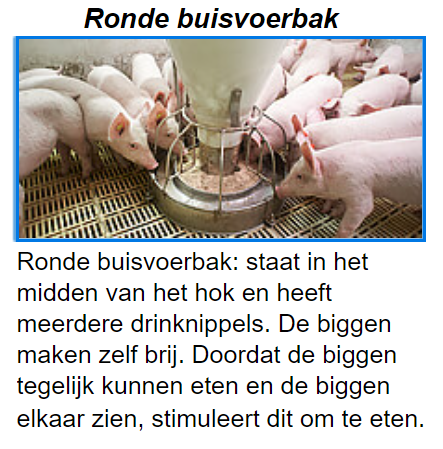 Ronde buisvoerbak
Ronde buisvoerbak: staat in het
midden van het hok en heeft
meerdere drinknippels. De biggen
maken zelf brij. Doordat de biggen
tegelijk kunnen eten en de biggen
elkaar zien, stimuleert dit om te eten.